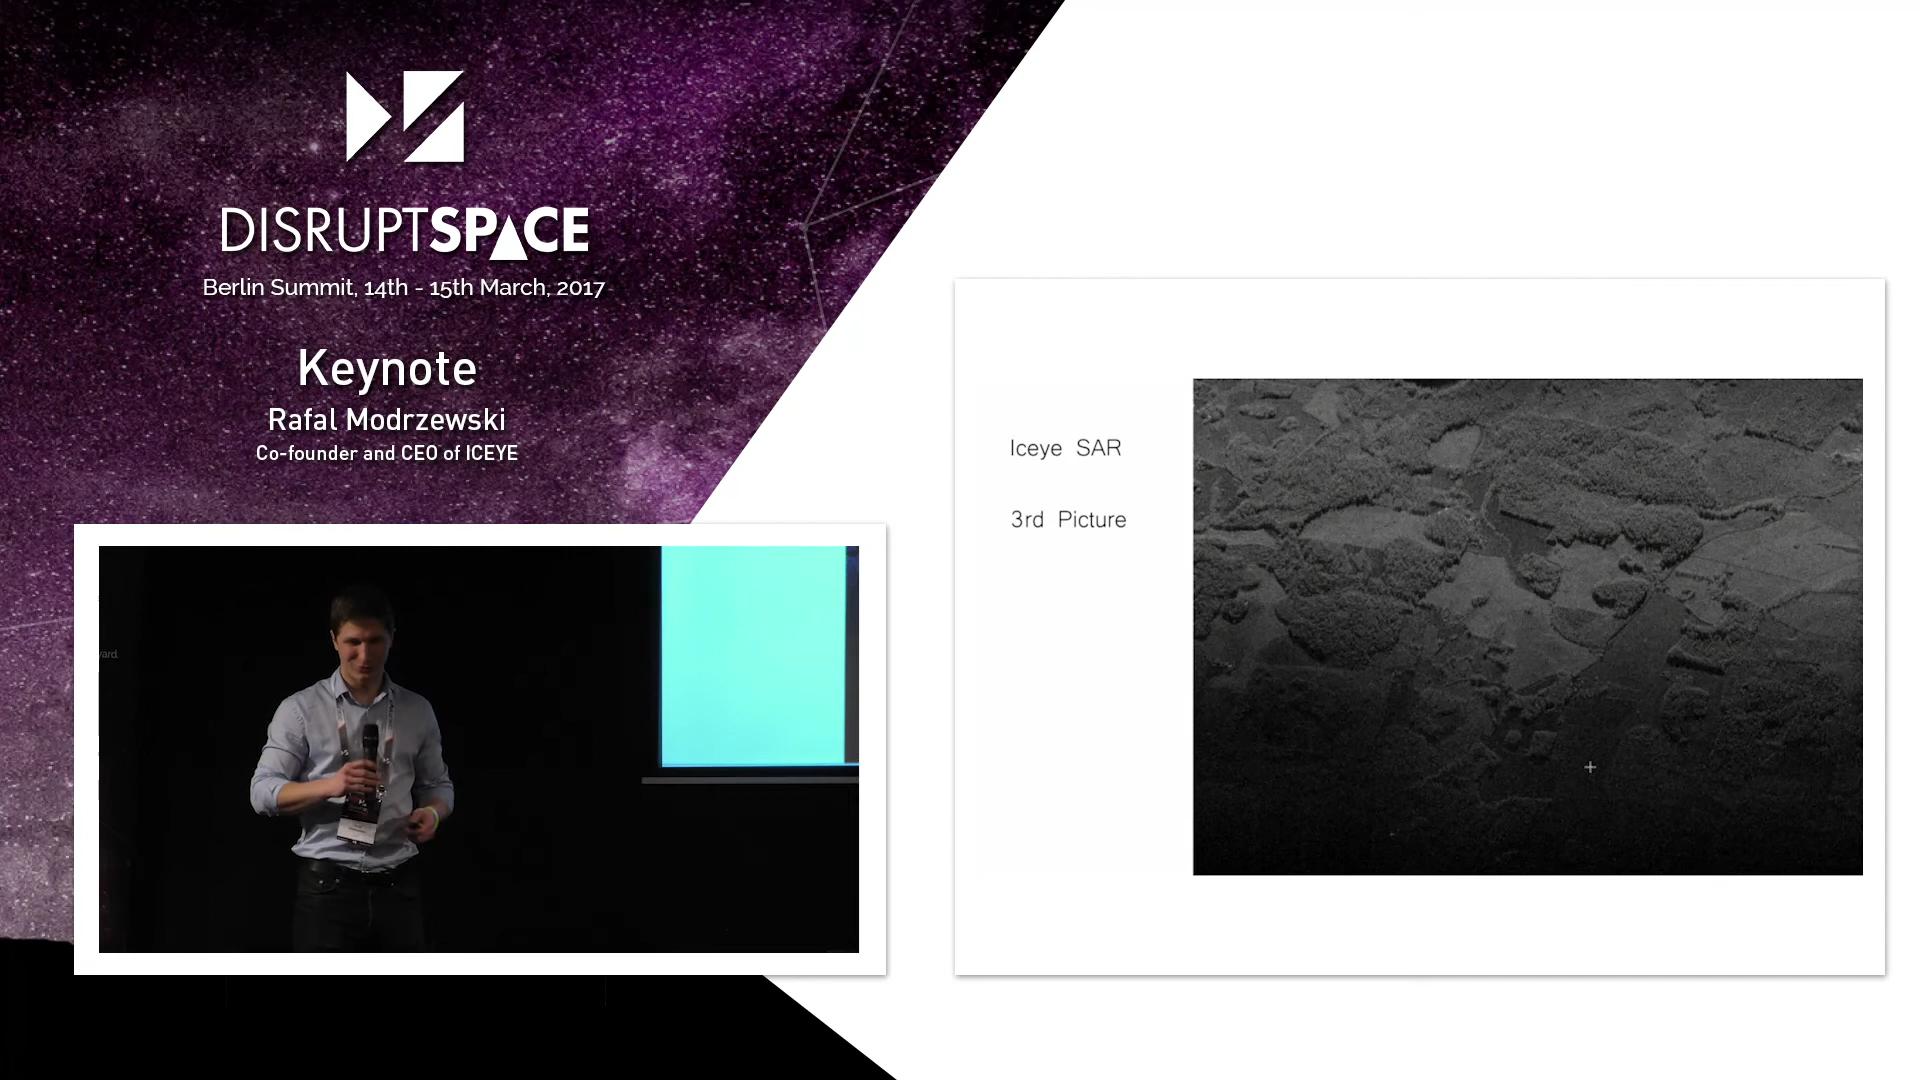 DISRUPTSPACE
Berlin Summit, 14th - 15th March, 2017
Keynote
Rafal Modrzewski
Co-founder and CEO of ICEYE
Iceye SAR
3rd Picture